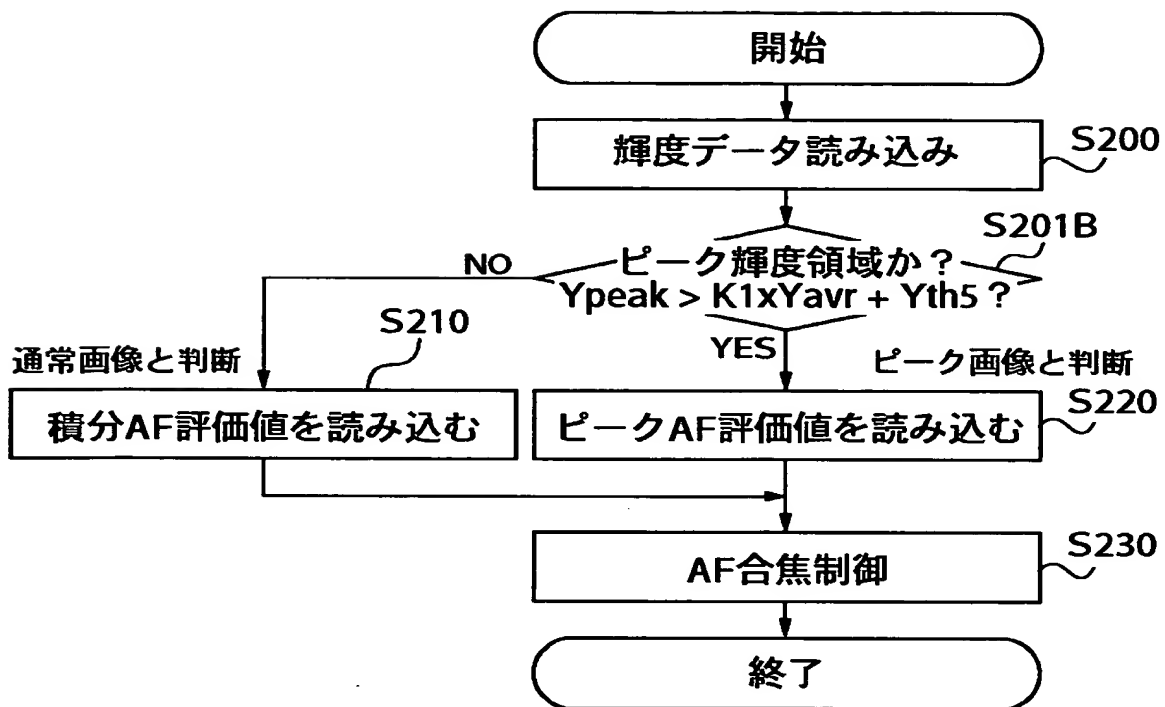 開始
輝度データ読み込み
S200
S201B
ピーク輝度領域か?
Ypeak > K1xYavr + Yth5?
NO
YES
S210
通常画像と判断
積分AF評価値を読み込む
ピーク画像と判断
S220
ピークAF評価値を読み込む
S230
AF合焦制御
終了